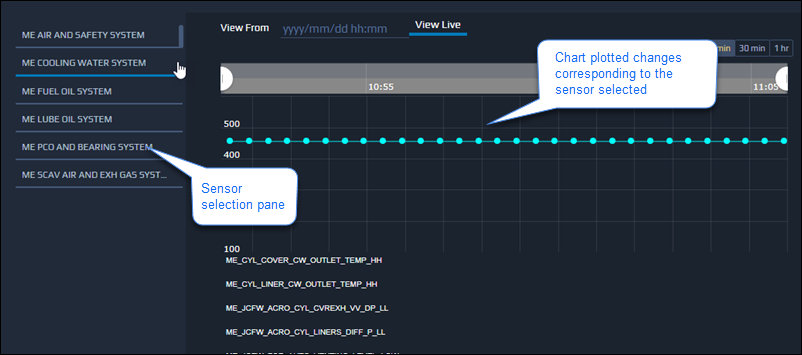 View From yyyy/mm/dd hh:mm View Live
ME AIR AND SAFETY SYSTEM
ME COOLING WATER SYSTEM
ME FUEL OIL SYSTEM
ME LUBE OIL SYSTEM
ME PCO AND BEARING SYSTEM
ME SCAV AIR AND EXH GAS SYST...
Sensor
selection pane
min 30 min 1 hr
Chart plotted changes
corresponding to the
sensor selected
10:55 11:05
500
400
100
ME_CYL_COVER_CW_OUTLET_TEMP_HH
ME_CYL_LINER_CW_OUTLET_TEMP_HH
ME_JCFW_ACRO_CYL_CVREXH_VV_DP_LL
ME_JCFW_ACRO_CYL_LINERS_DIFF_P_LL